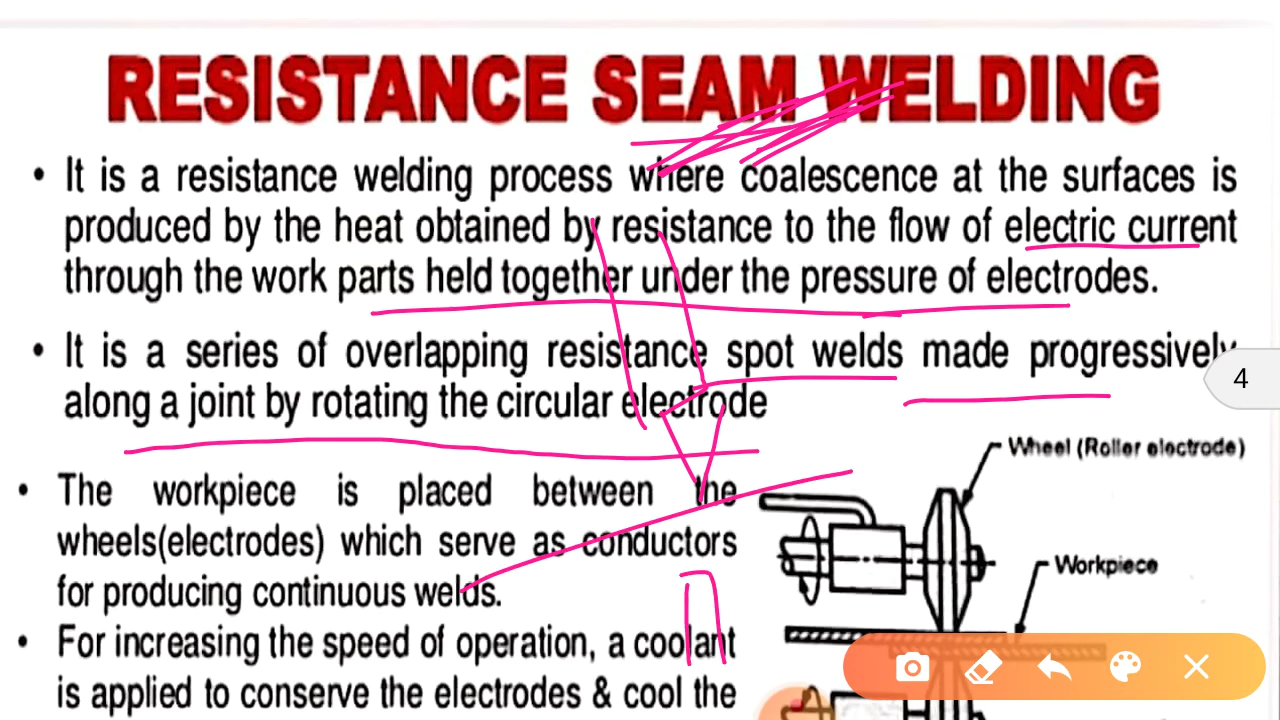 RESISTANCE SEAM WELDING
• It is a resistance welding process where coalescence at the surfaces is
produced by the heat obtained by resistance to the flow of electric current
through the work parts held together under the pressure of electrodes.
• It is a series of overlapping resistance spot welds made progressively
along a joint by rotating the circular electrode
4
Wheel (Roller electrode)
• The workpiece is placed between the
wheels(electrodes) which serve as conductors
for producing continuous welds.
Workpiece
• For increasing the speed of operation, a coolant
is applied to conserve the electrodes & cool the